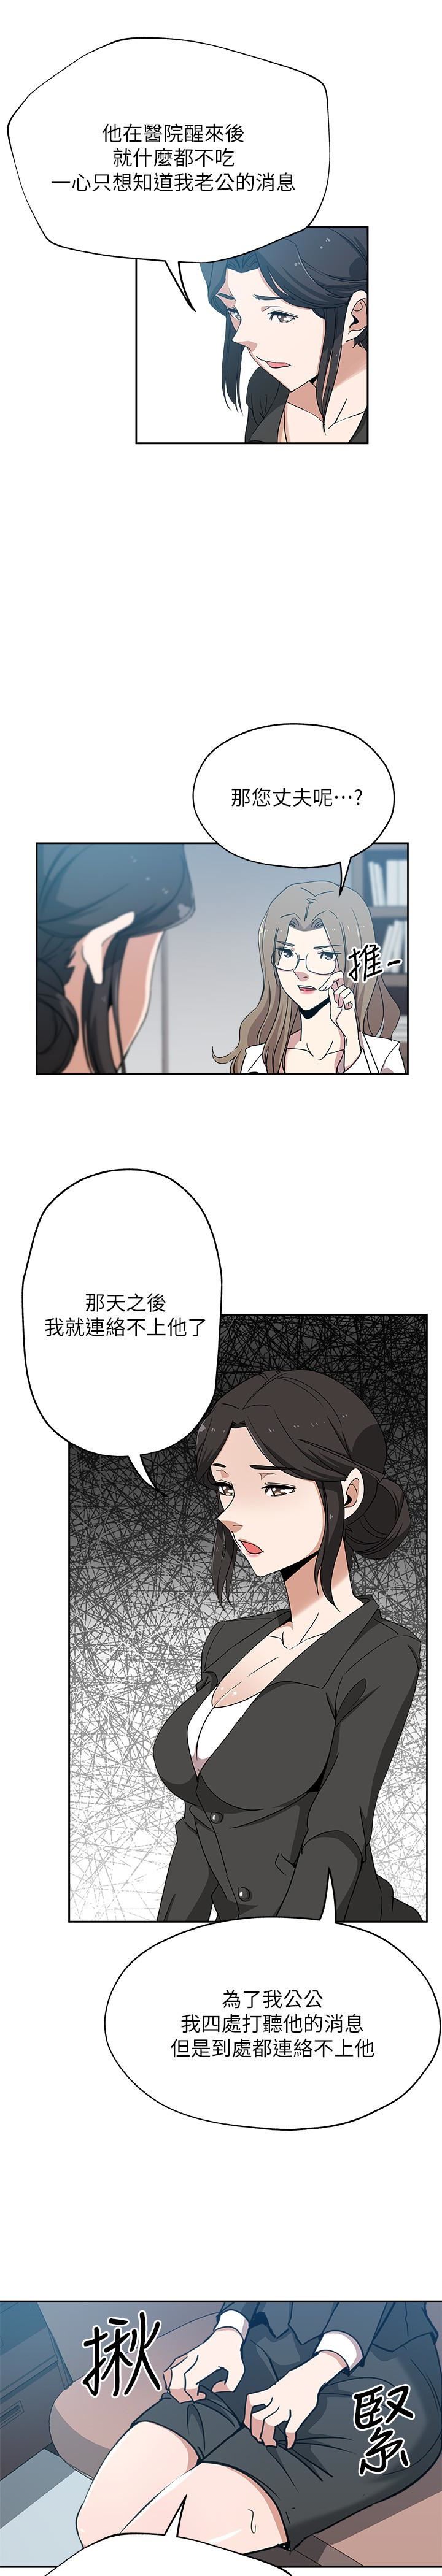 他在醫院醒來後
就什麼都不吃
一心只想知道我老公的消息
那您丈夫呢…?
推-
那天之後
我就連絡不上他了
為了我公公
我四處打聽他的消息
但是到處都連絡不上他
揪
緊